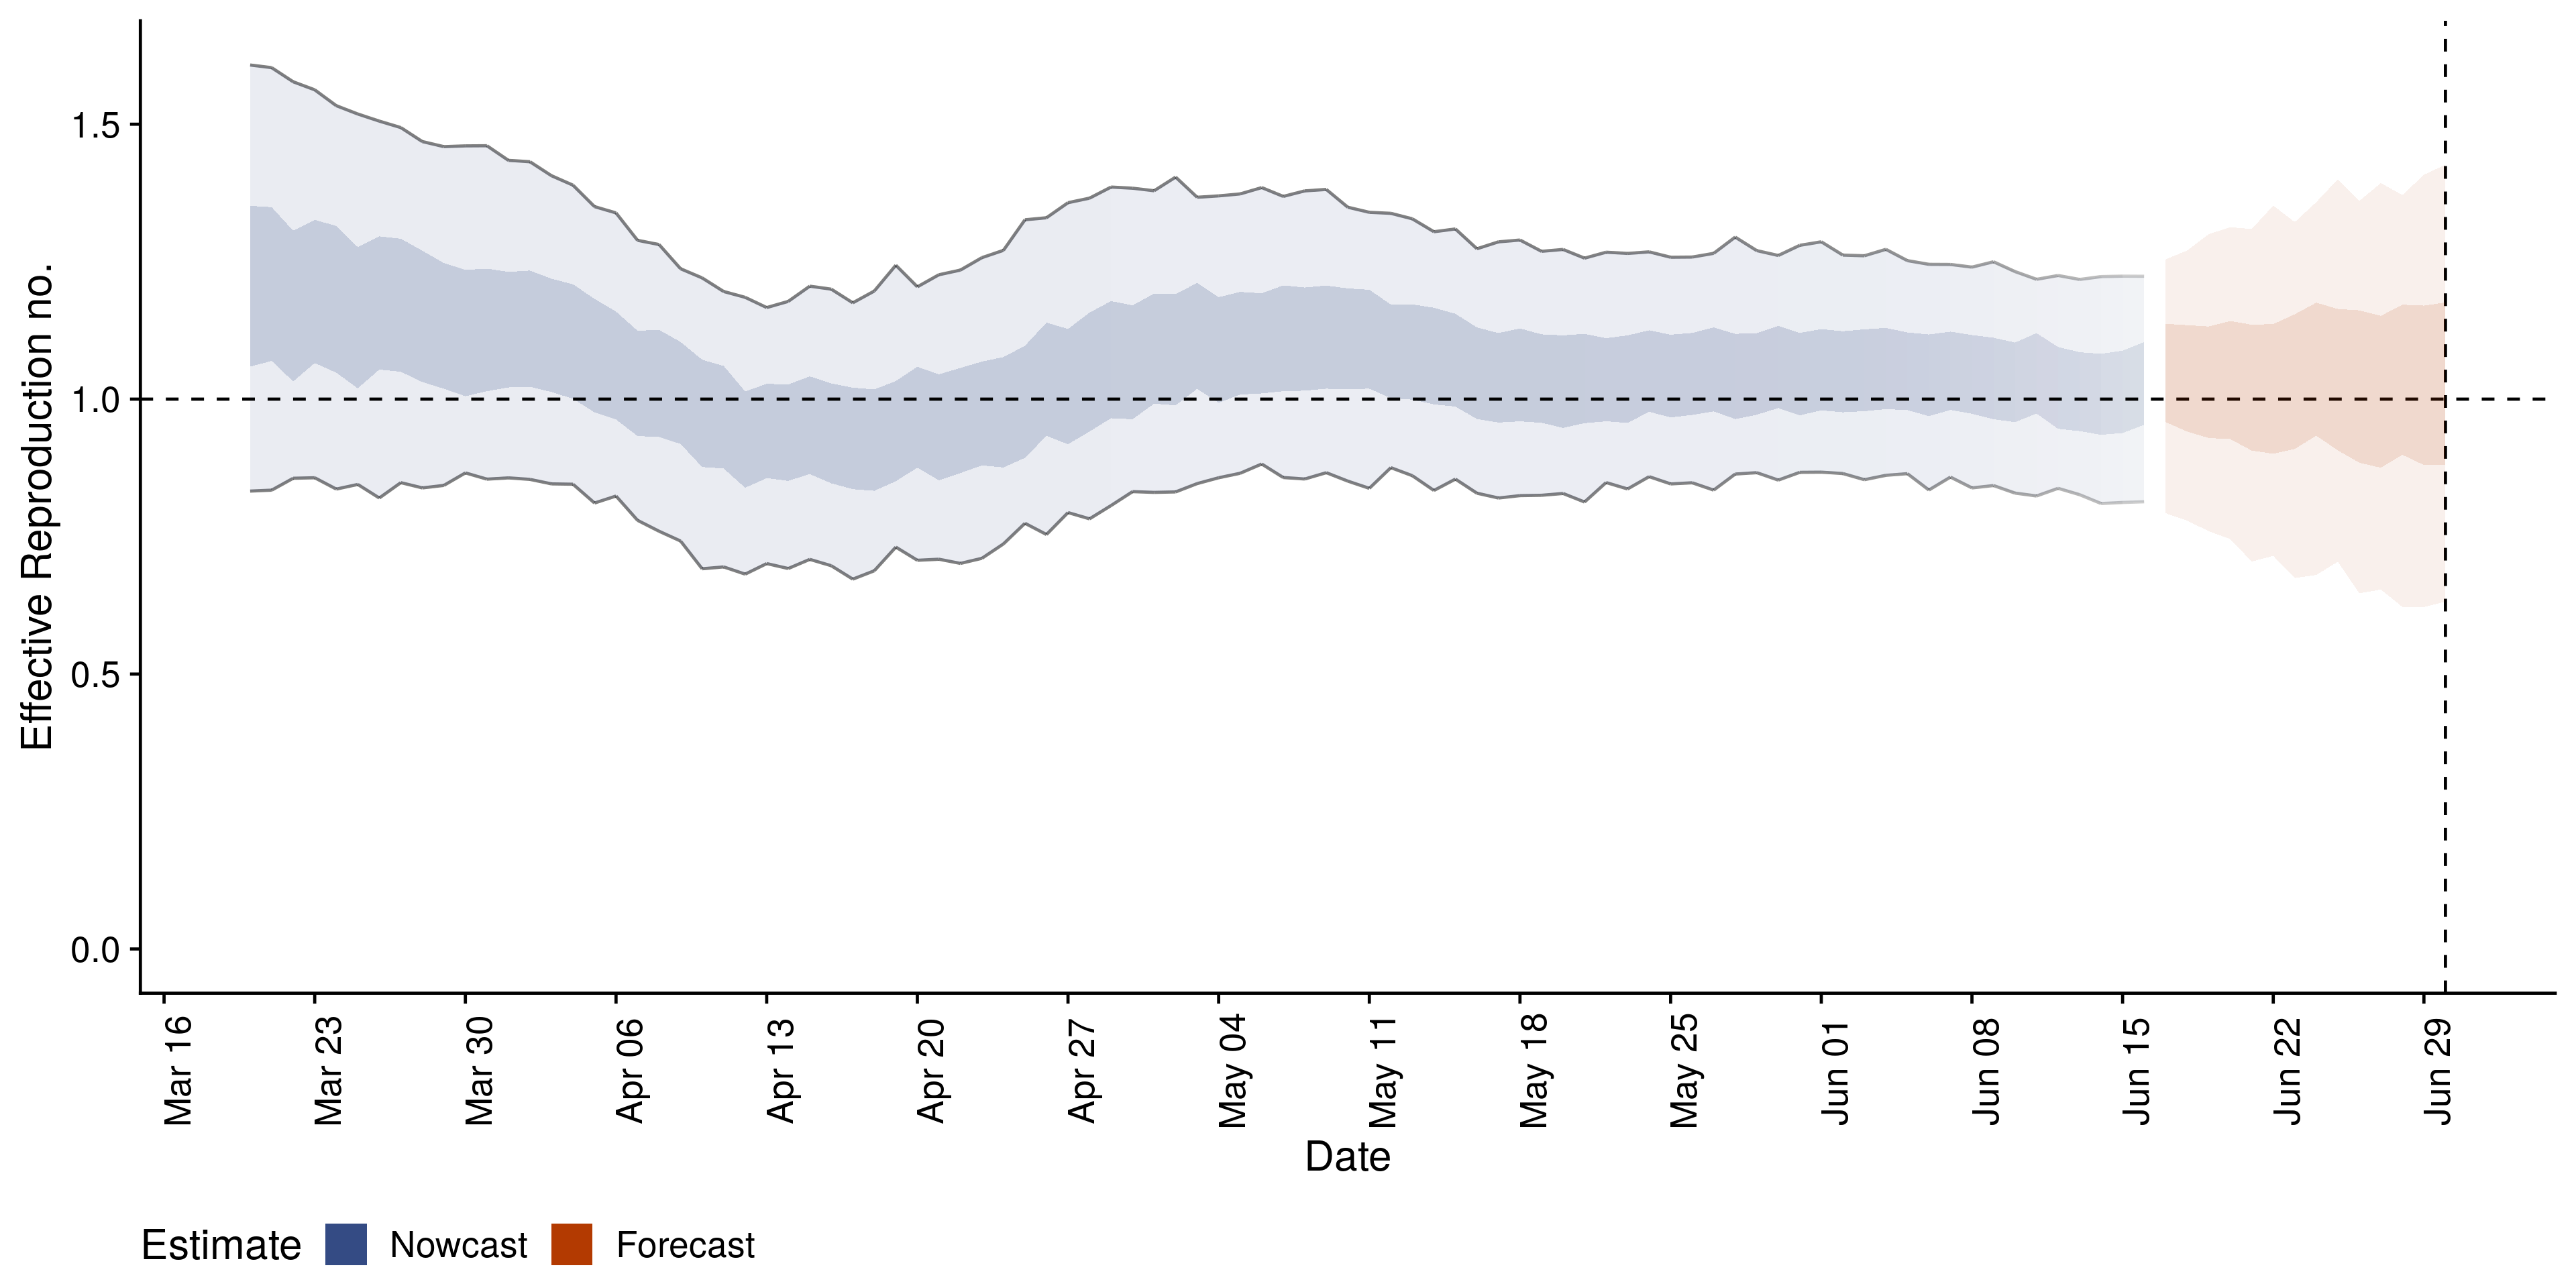 Effective Reproduction no.
1.5
1.0
0.5
0.0
Mar 16
Mar 23
Mar 30
Apr 06
Apr 13
Apr 20
Apr 27
May 04
May 11
May 18
May 25
Jun 01
Jun 08
Jun 15
Jun 22
Jun 29
Date
Estimate Nowcast Forecast